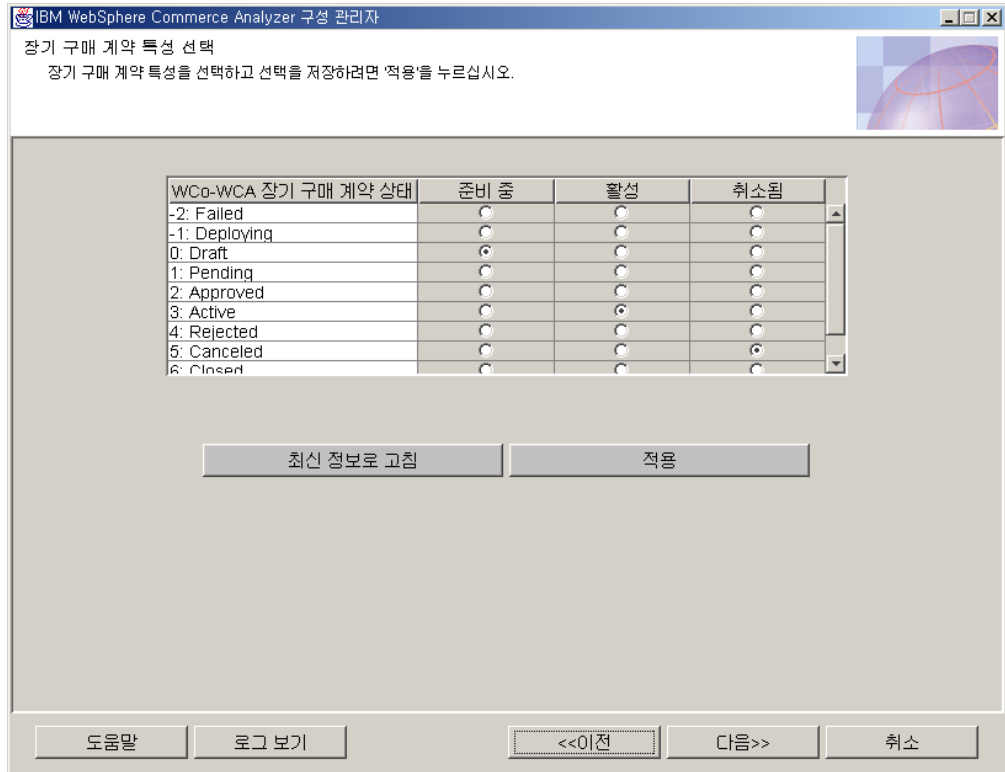 IBM WebSphere Commerce Analyzer 구성 관리자
장기 구매 계약 특성 선택
장기 구매 계약 특성을 선택하고 선택을 저장하려면 '적용'을 누르십시오.
WCo-WCA 장기 구매 계약 상태 준비 중 활성 취소됨
-2: Failed
-1: Deploying
0: Draft
1: Pending
2: Approved
3: Active
4: Rejected
5: Canceled
6: Closed
최신 정보로 고침 적용
도움말 로그 보기 <<이전 다음>> 취소